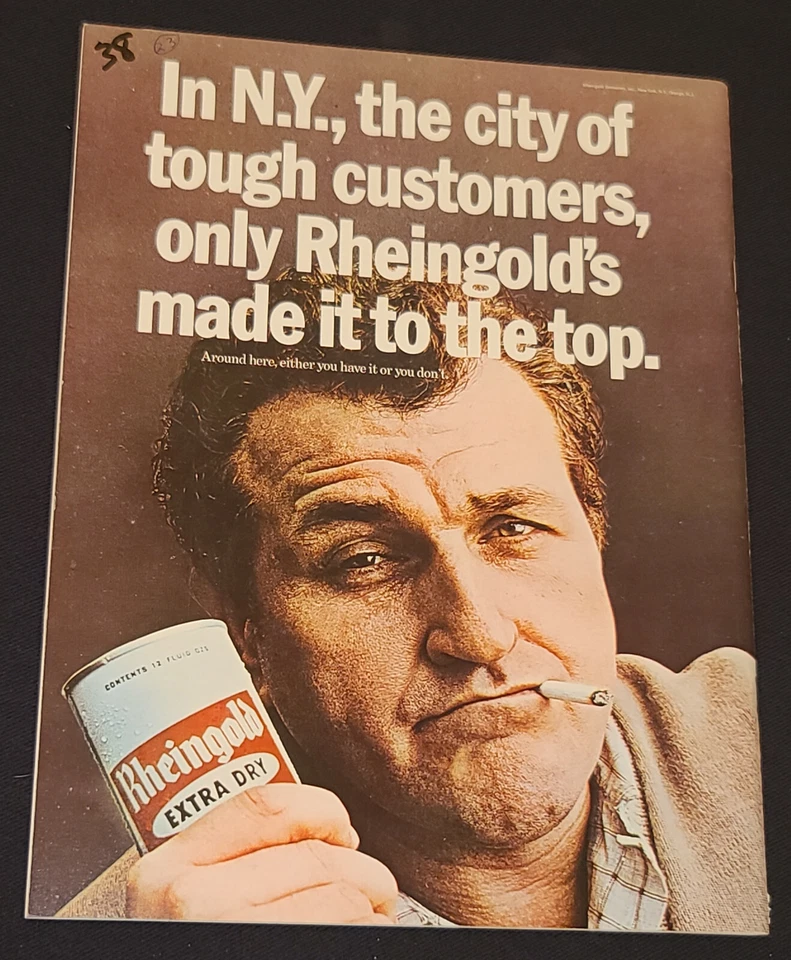 38
23
In N.Y., the city of
tough customers,
only Rheingold's
made it to the top.
Around here, either you have it or you don't.
CONTENTS 12 FLUID OZS
Rheingold
EXTRA DRY